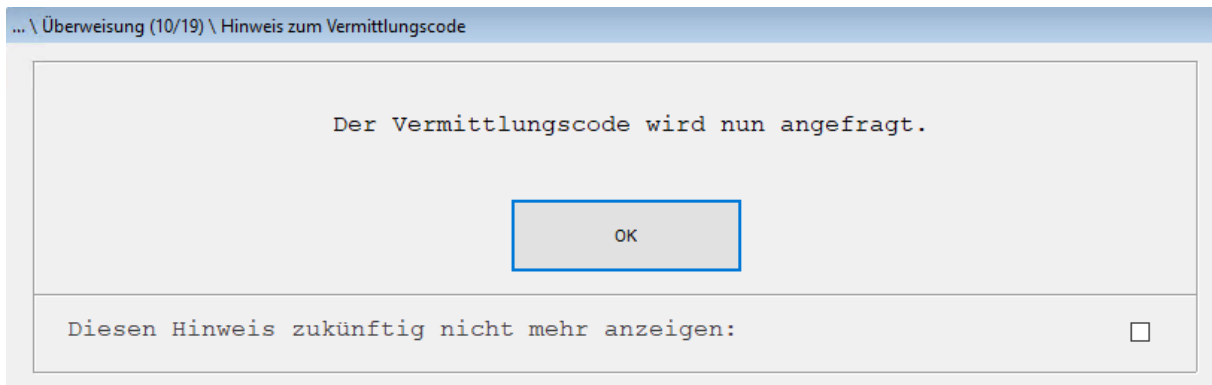 ... \ Überweisung (10/19) \ Hinweis zum Vermittlungscode
Der Vermittlungscode wird nun angefragt.
OK
Diesen Hinweis zukünftig nicht mehr anzeigen: